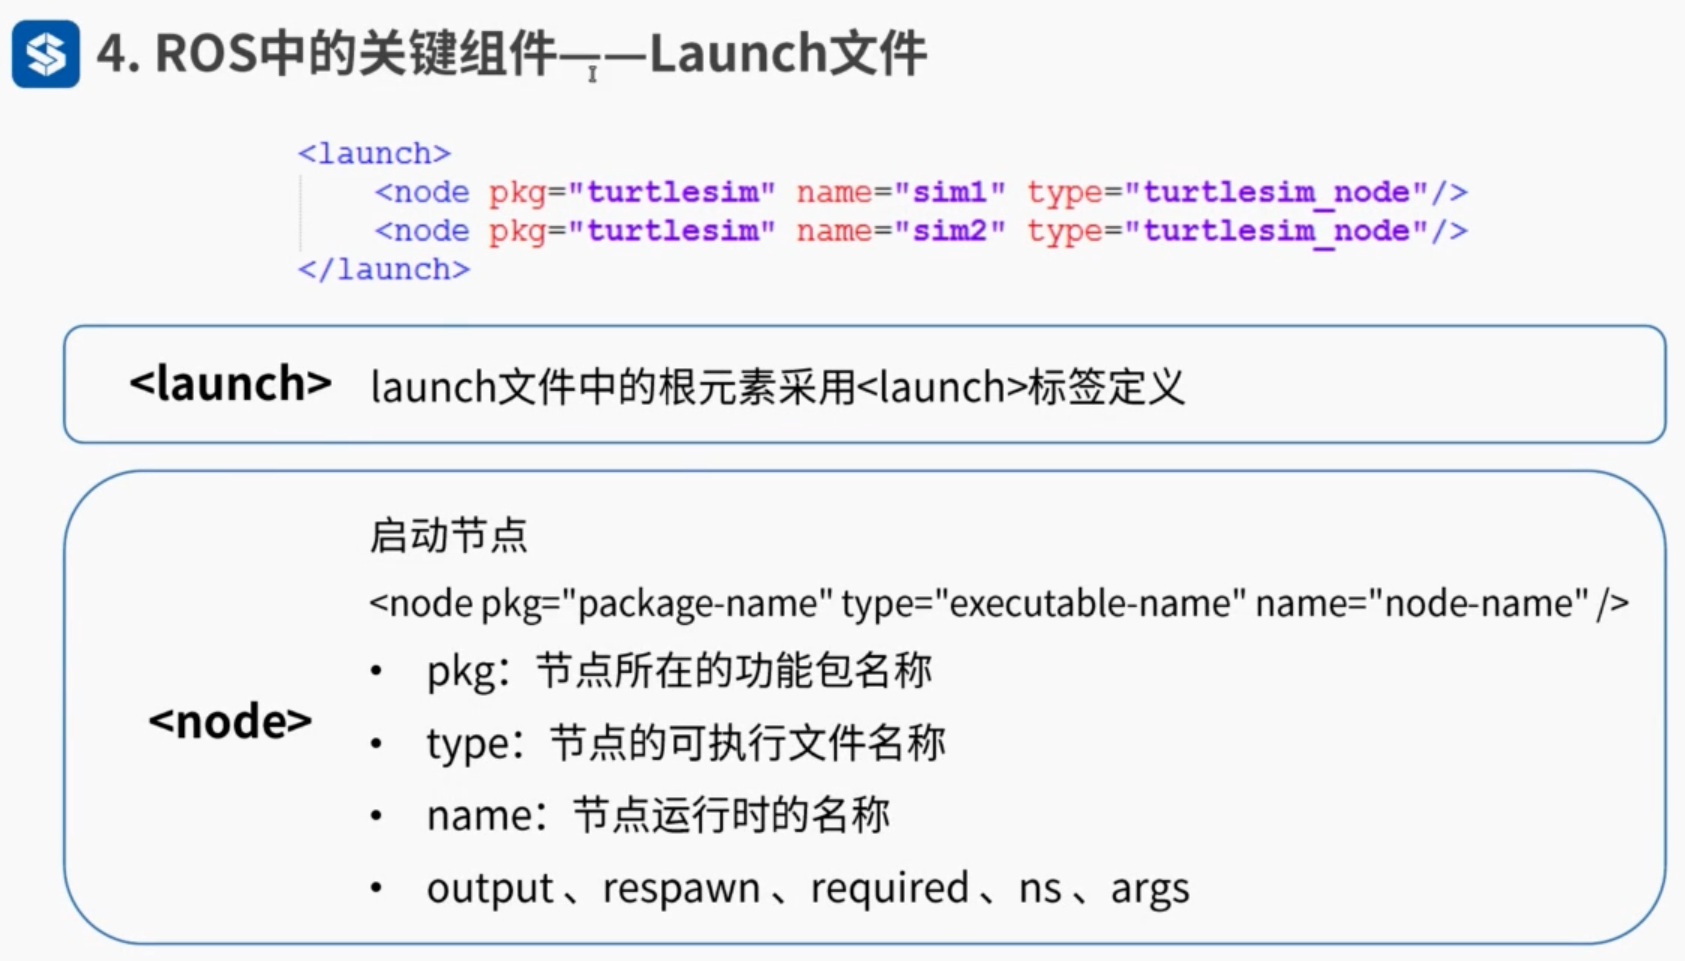 4. ROS中的关键组件——Launch文件
<launch>
<node pkg="turtlesim" name="sim1" type="turtlesim_node"/>
<node pkg="turtlesim" name="sim2" type="turtlesim_node"/>
</launch>
<launch> launch文件中的根元素采用<launch>标签定义
启动节点
<node pkg="package-name" type="executable-name" name="node-name" />
• pkg：节点所在的功能包名称
<node>
• type：节点的可执行文件名称
• name：节点运行时的名称
• output 、respawn 、required 、ns 、args